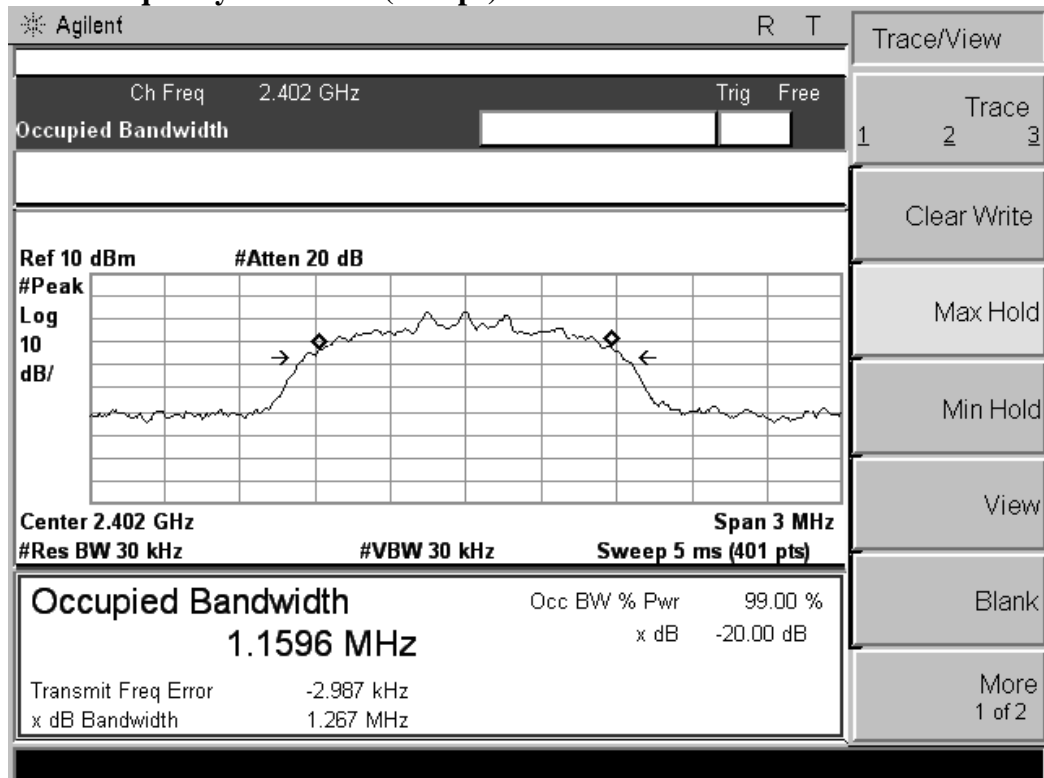 Agilent R T
Trace/View
Ch Freq 2.402 GHz Trig Free
Occupied Bandwidth
Trace
1 2 3
Clear Write
Max Hold
Min Hold
View
Blank
More
1 of 2
Ref 10 dBm #Atten 20 dB
#Peak
Log
10
dB/
Center 2.402 GHz Span 3 MHz
#Res BW 30 kHz #VBW 30 kHz Sweep 5 ms (401 pts)
Occupied Bandwidth
1.1596 MHz
Occ BW % Pwr 99.00 %
x dB -20.00 dB
Transmit Freq Error -2.987 kHz
x dB Bandwidth 1.267 MHz